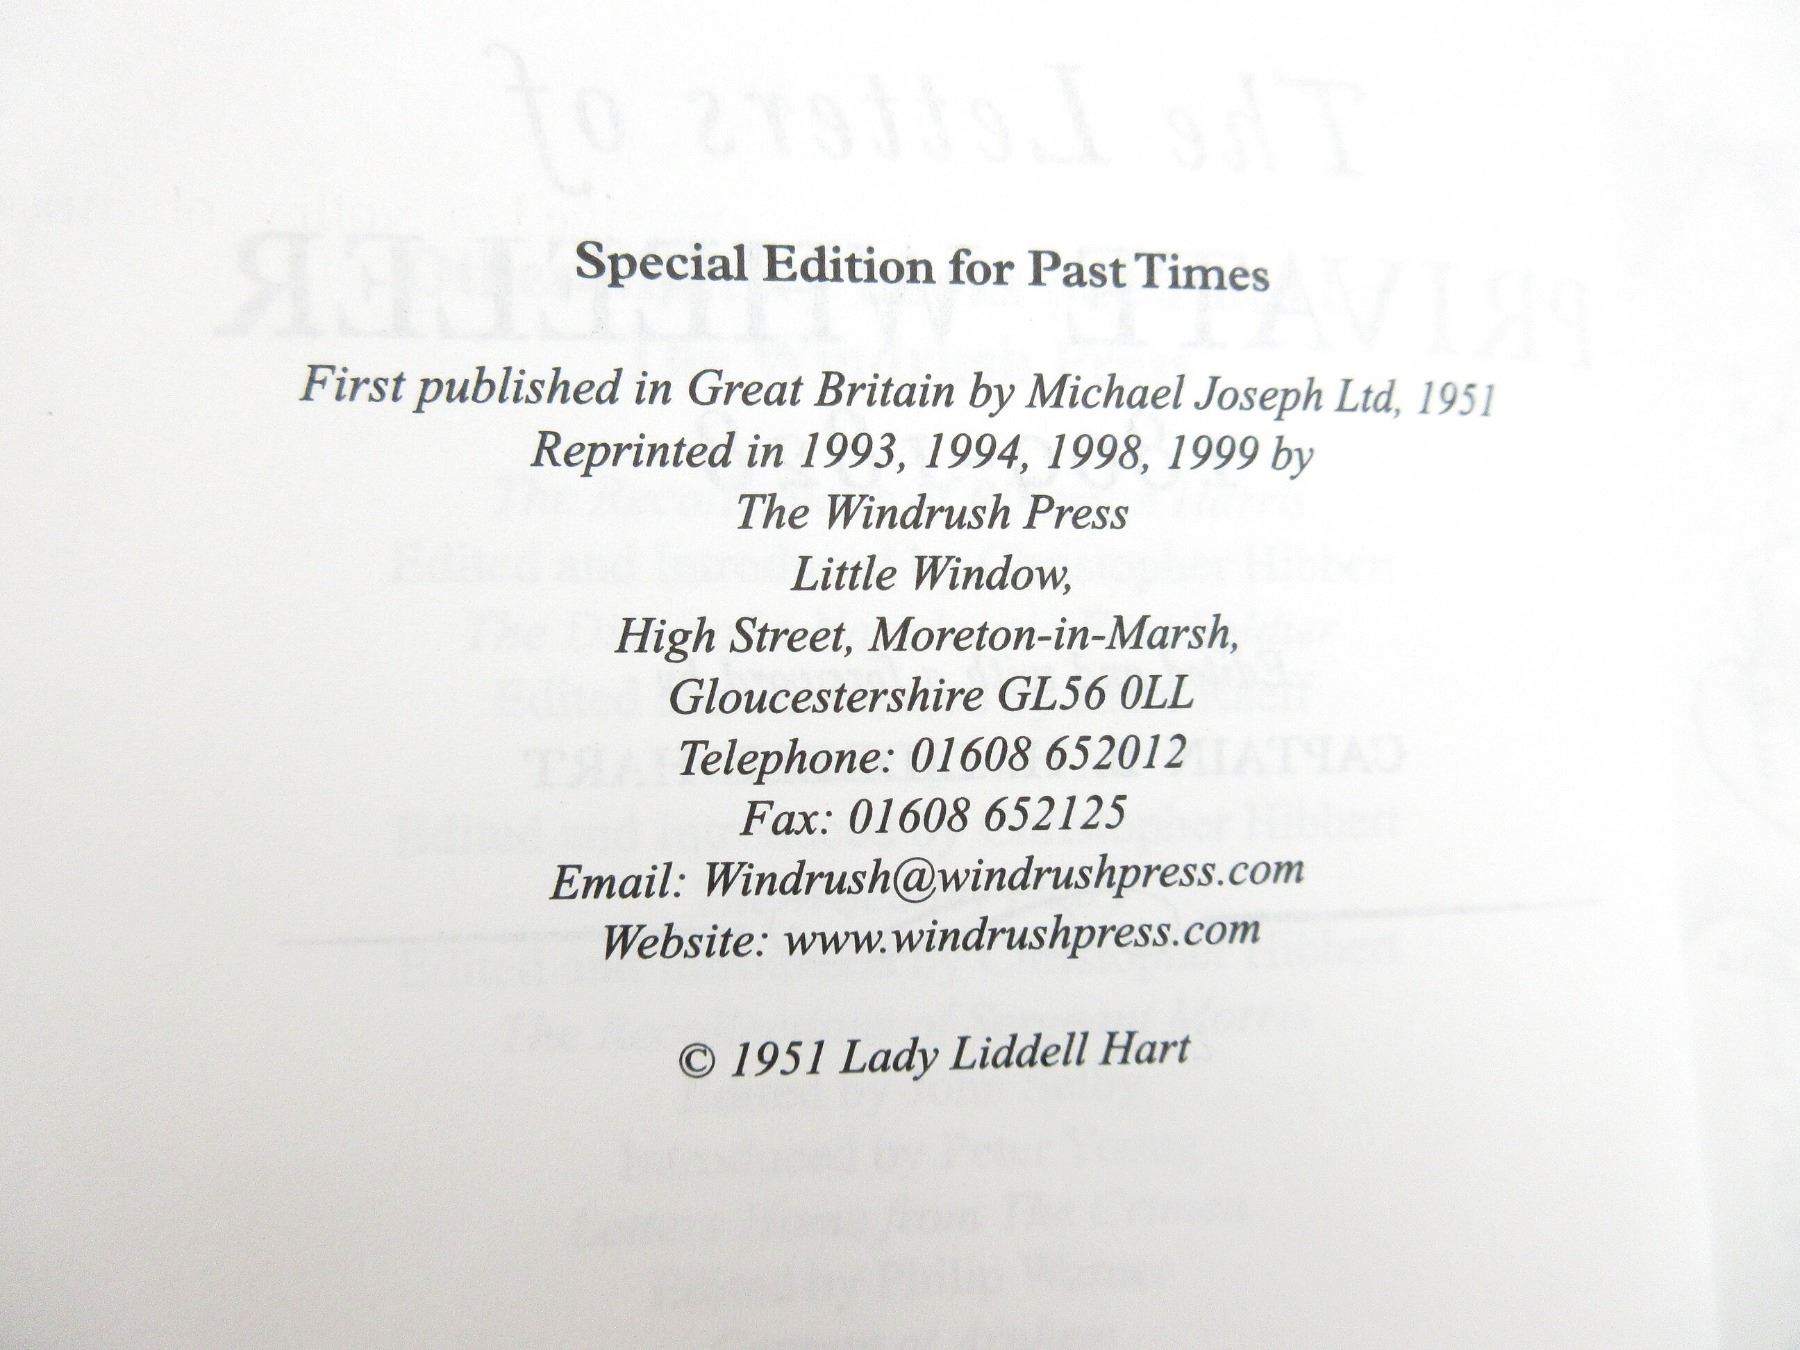 Special Edition for Past Times
First published in Great Britain by Michael Joseph Ltd, 1951
Reprinted in 1993, 1994, 1998, 1999 by
The Windrush Press
Little Window,
High Street, Moreton-in-Marsh,
Gloucestershire GL56 0LL
Telephone: 01608 652012
Fax: 01608 652125
Email: Windrush@windrushpress.com
Website: www.windrushpress.com
© 1951 Lady Liddell Hart